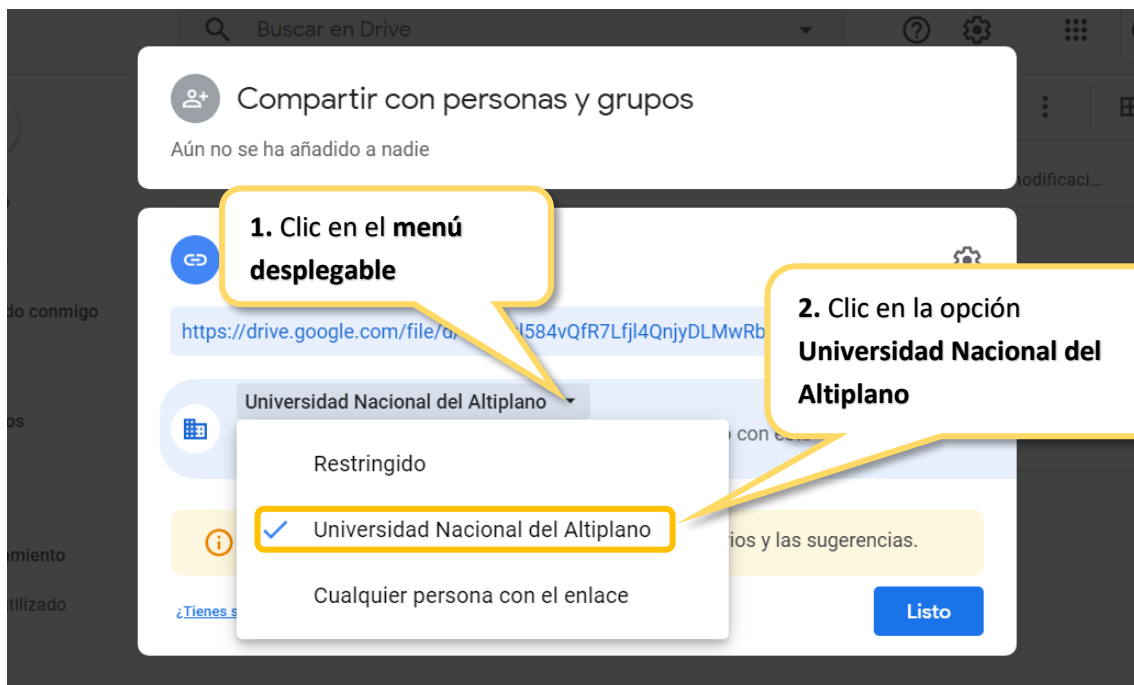 Buscar en Drive
Compartir con personas y grupos
Aún no se ha añadido a nadie
modificaci...
1. Clic en el menú
desplegable
do conmigo
2. Clic en la opción
Universidad Nacional del
Altiplano
https://drive.google.com/file/d/
l584vQfR7Lfjl4QnjyDLMwRb
Universidad Nacional del Altiplano
con
os
Restringido
Universidad Nacional del Altiplano
ios y las sugerencias.
amiento
Cualquier persona con el enlace
tilizado
¿Tienes s
Listo